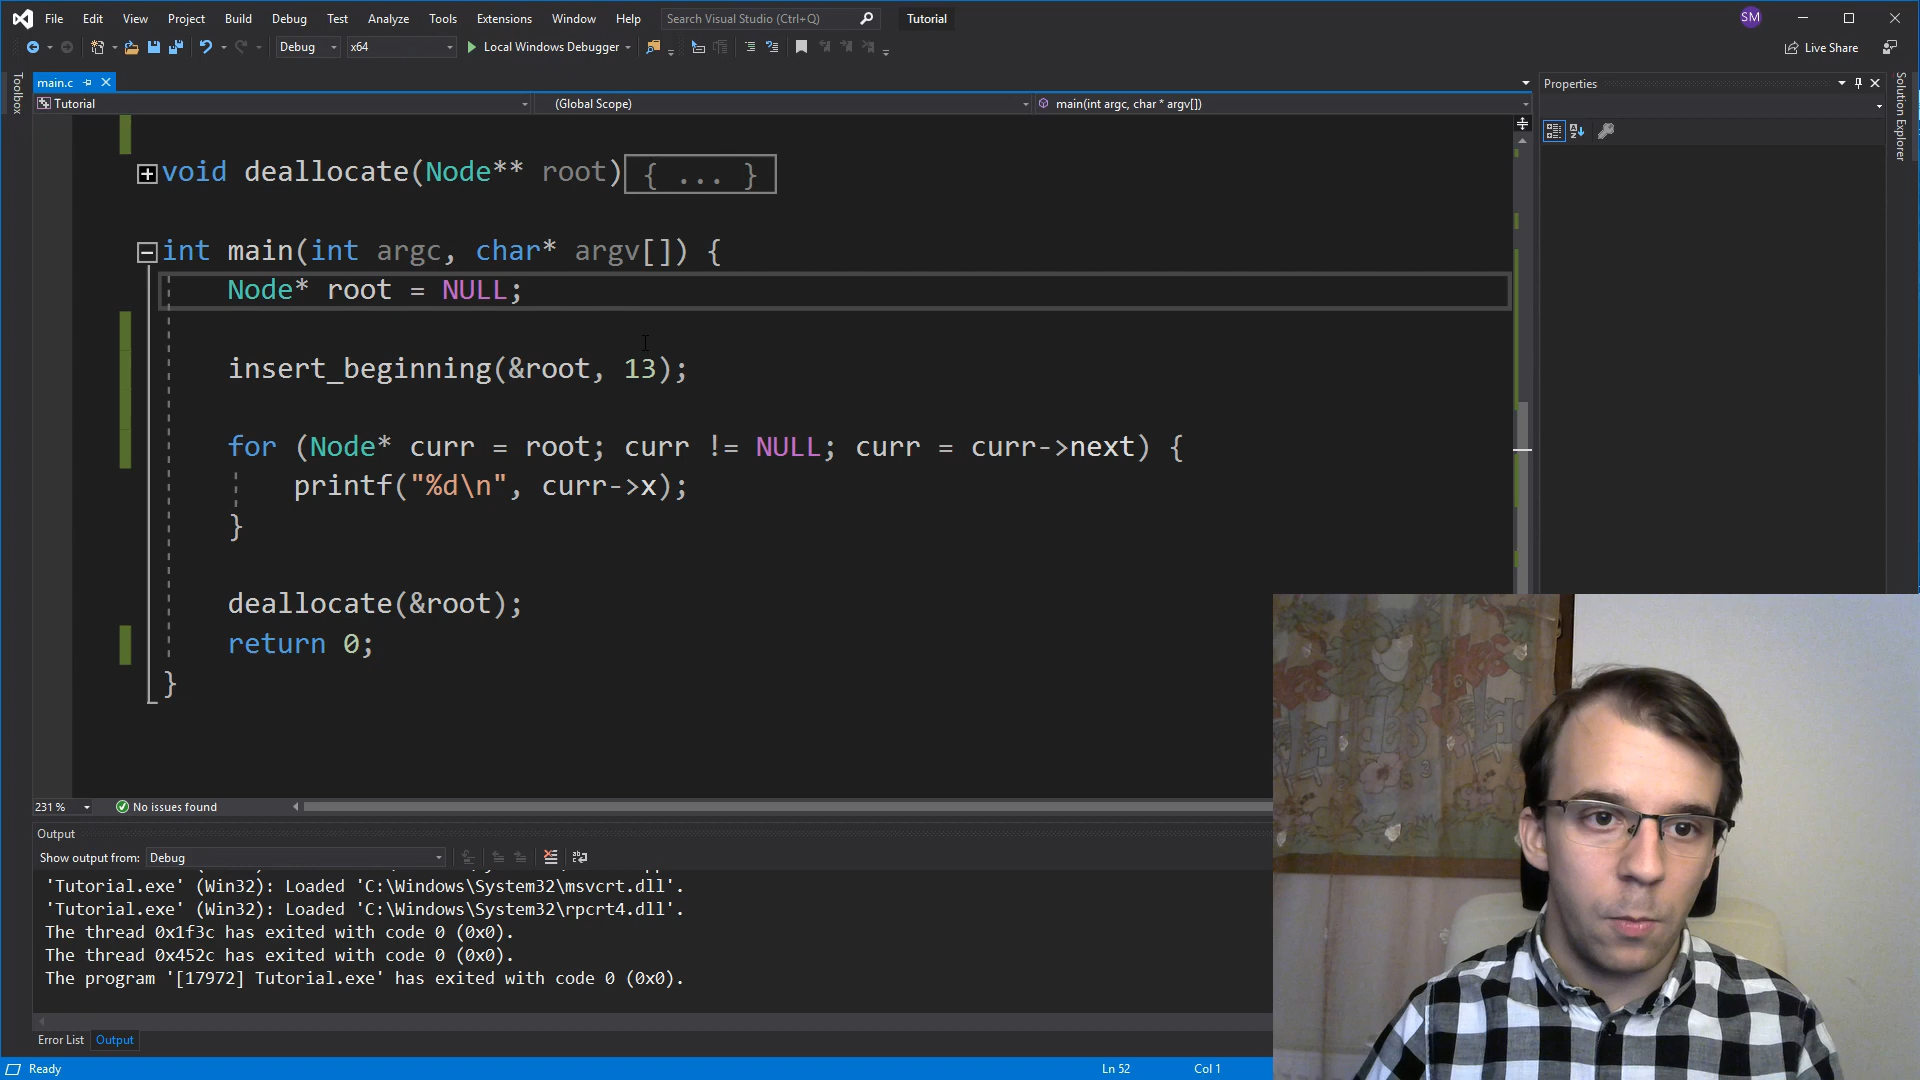 File Edit View Project Build Debug Test Analyze Tools Extensions Window Help Search Visual Studio (Ctrl+Q) Tutorial SM
Debug x64 Local Windows Debugger Live Share
Toolbox
main.c
Properties
Solution Explorer
Tutorial (Global Scope) main(int argc, char * argv[])
void deallocate(Node** root){ ... }
int main(int argc, char* argv[]) {
Node* root = NULL;
insert_beginning(&root, 13);
for (Node* curr = root; curr != NULL; curr = curr->next) {
printf("%d\n", curr->x);
}
deallocate(&root);
return 0;
}
231 % No issues found
Output
Show output from: Debug
'Tutorial.exe' (Win32): Loaded 'C:\Windows\System32\msvcrt.dll'.
'Tutorial.exe' (Win32): Loaded 'C:\Windows\System32\rpcrt4.dll'.
The thread 0x1f3c has exited with code 0 (0x0).
The thread 0x452c has exited with code 0 (0x0).
The program '[17972] Tutorial.exe' has exited with code 0 (0x0).
Error List Output
Ready Ln 52 Col 1